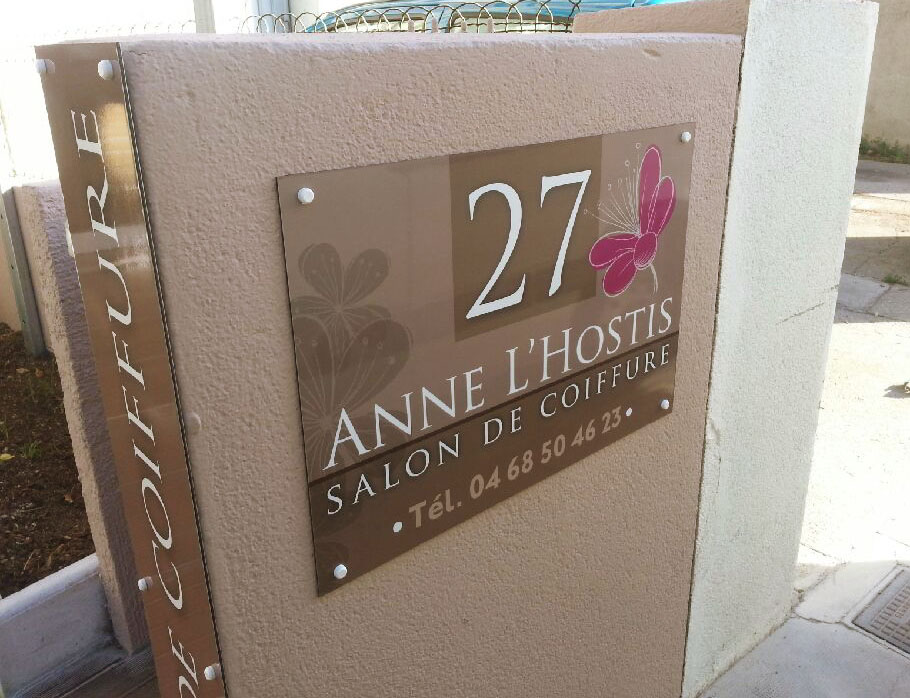 DE COIFFURE
27
ANNE L'HOSTIS
SALON DE COIFFURE
Tél. 04 68 50 46 23